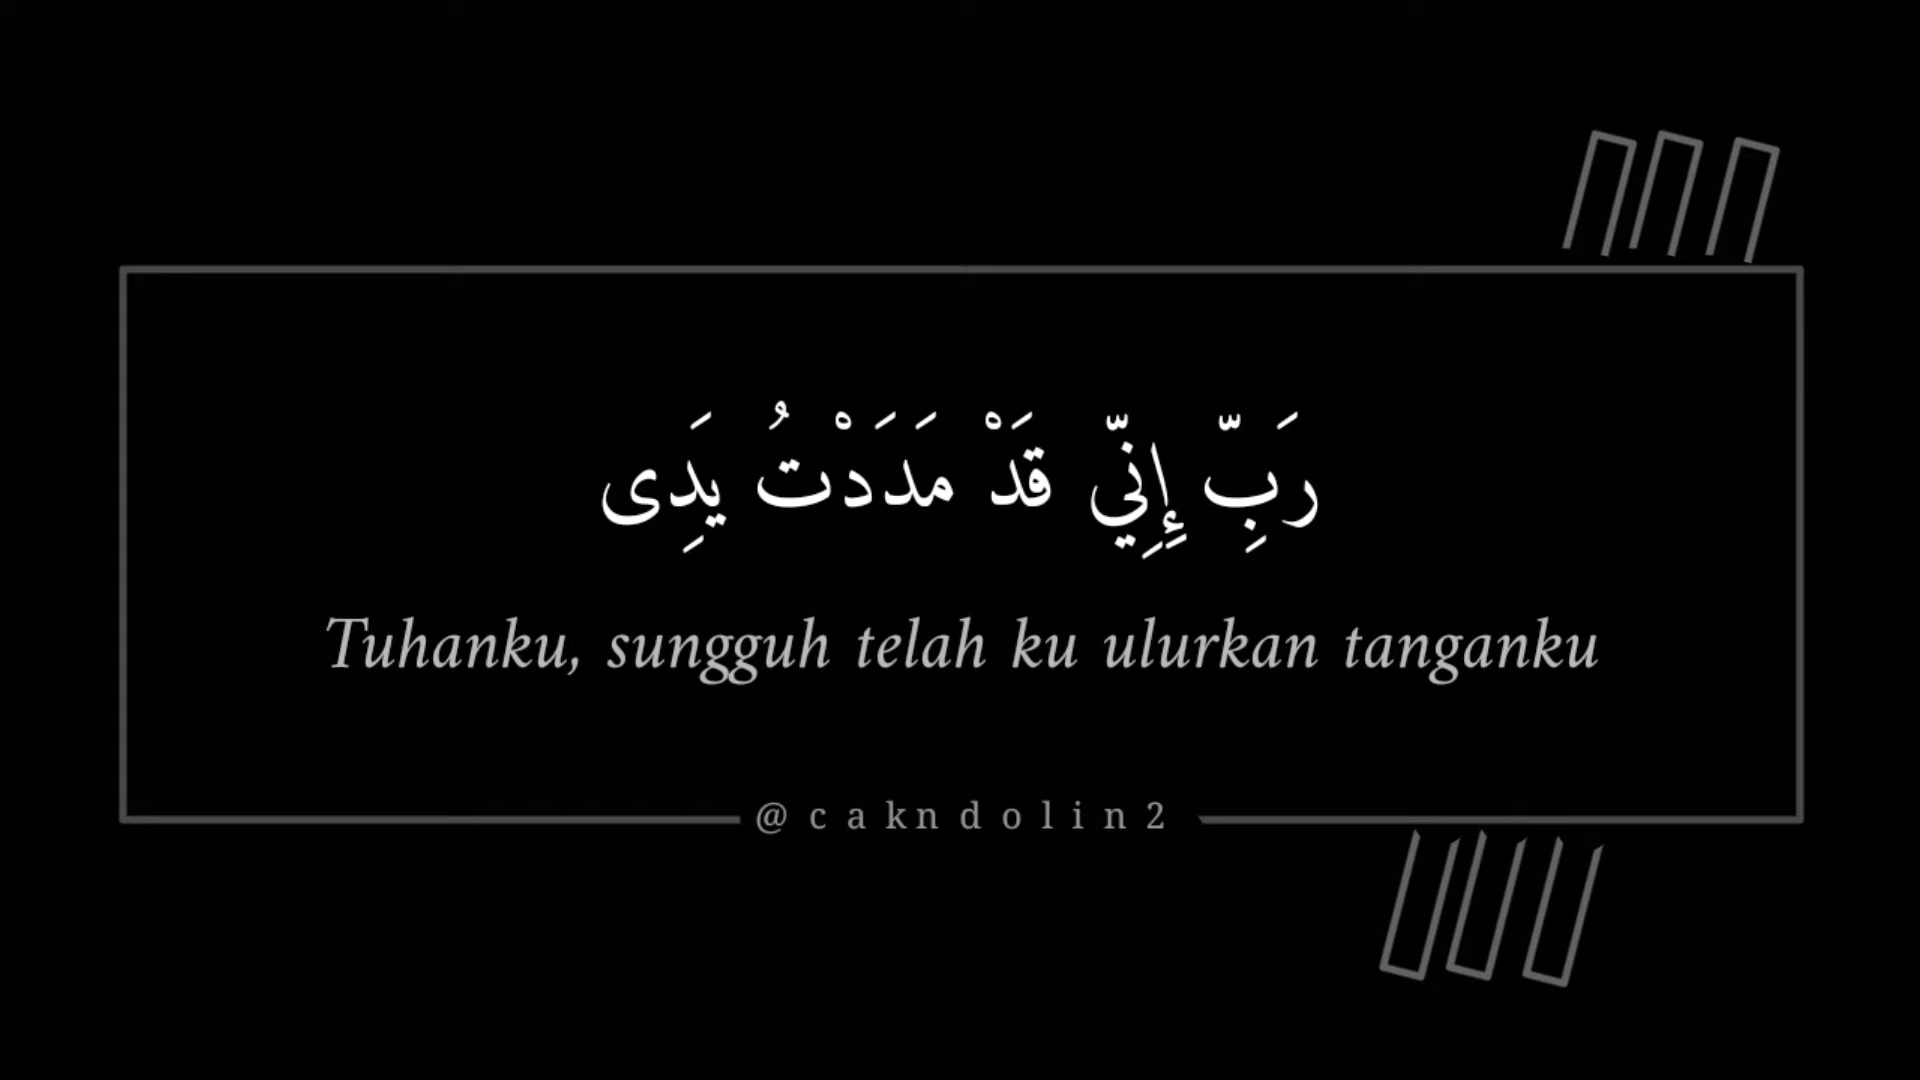 رَبِّ إِنِّي قَدْ مَدَدْتُ يَدِى
Tuhanku, sungguh telah ku ulurkan tanganku
@cakndolin2